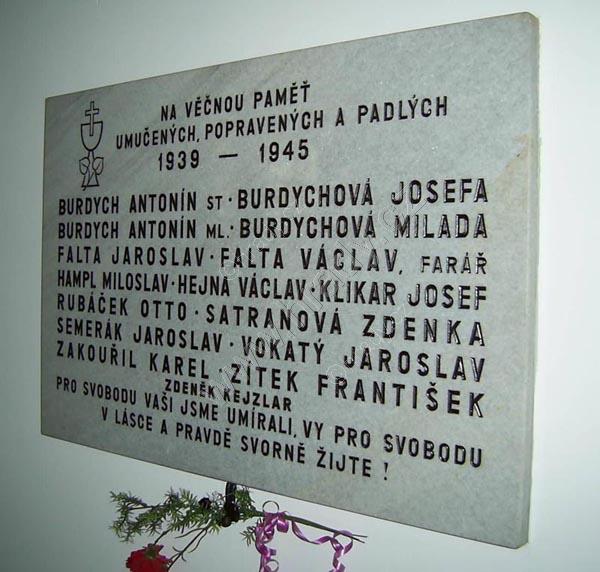 NA VĚČNOU PAMĚŤ
UMUČENÝCH, POPRAVENÝCH A PADLÝCH
1939 — 1945
BURDYCH ANTONÍN ST · BURDYCHOVÁ JOSEFA
BURDYCH ANTONÍN ML · BURDYCHOVÁ MILADA
FALTA JAROSLAV · FALTA VÁCLAV, FARÁŘ
HAMPL MILOSLAV · HEJNA VÁCLAV · KLIKAR JOSEF
RUBÁČEK OTTO · SATRANOVÁ ZDENKA
SEMERÁK JAROSLAV · VOKATÝ JAROSLAV
ZAKOUŘIL KAREL, ZÍTEK FRANTIŠEK
ZDENĚK KEJZLAR
PRO SVOBODU VAŠI JSME UMÍRALI, VY PRO SVOBODU
V LÁSCE A PRAVDĚ SVORNĚ ŽIJTE !